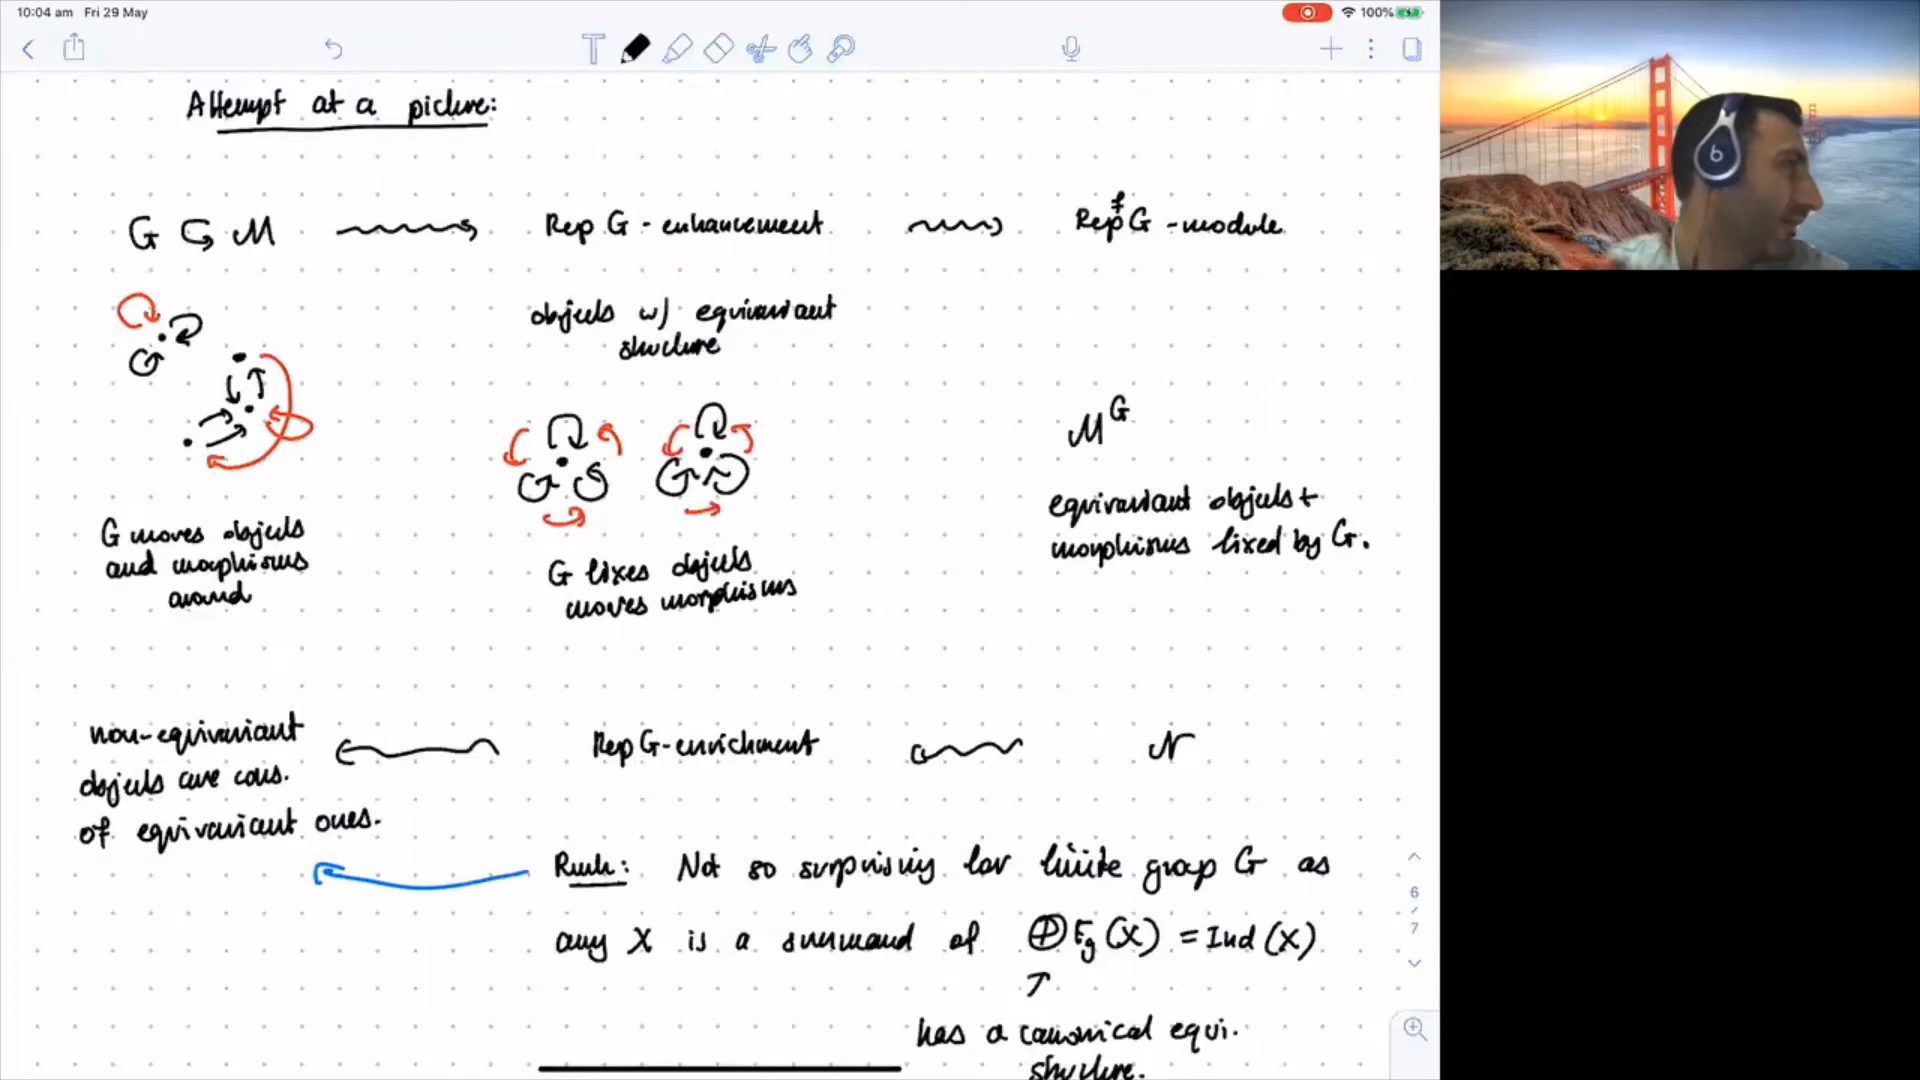 10:04 am Fri 29 May
100%
Attempt at a picture:
G ↻ M ⟿ Rep G - enhancement ⟿ Rep^f G - module
objects w/ equivariant
structure
M^G
G moves objects
and morphisms
around
G fixes objects
moves morphisms
equivariant objects +
morphisms fixed by G.
non-equivariant
objects are cons.
of equivariant ones.
Rep G-enrichment
N
Rmk: Not so surprising for finite group G as
any X is a summand of ⊕ F_g(X) = Ind(X)
↑
has a canonical equi.
structure.
6
/
7
b